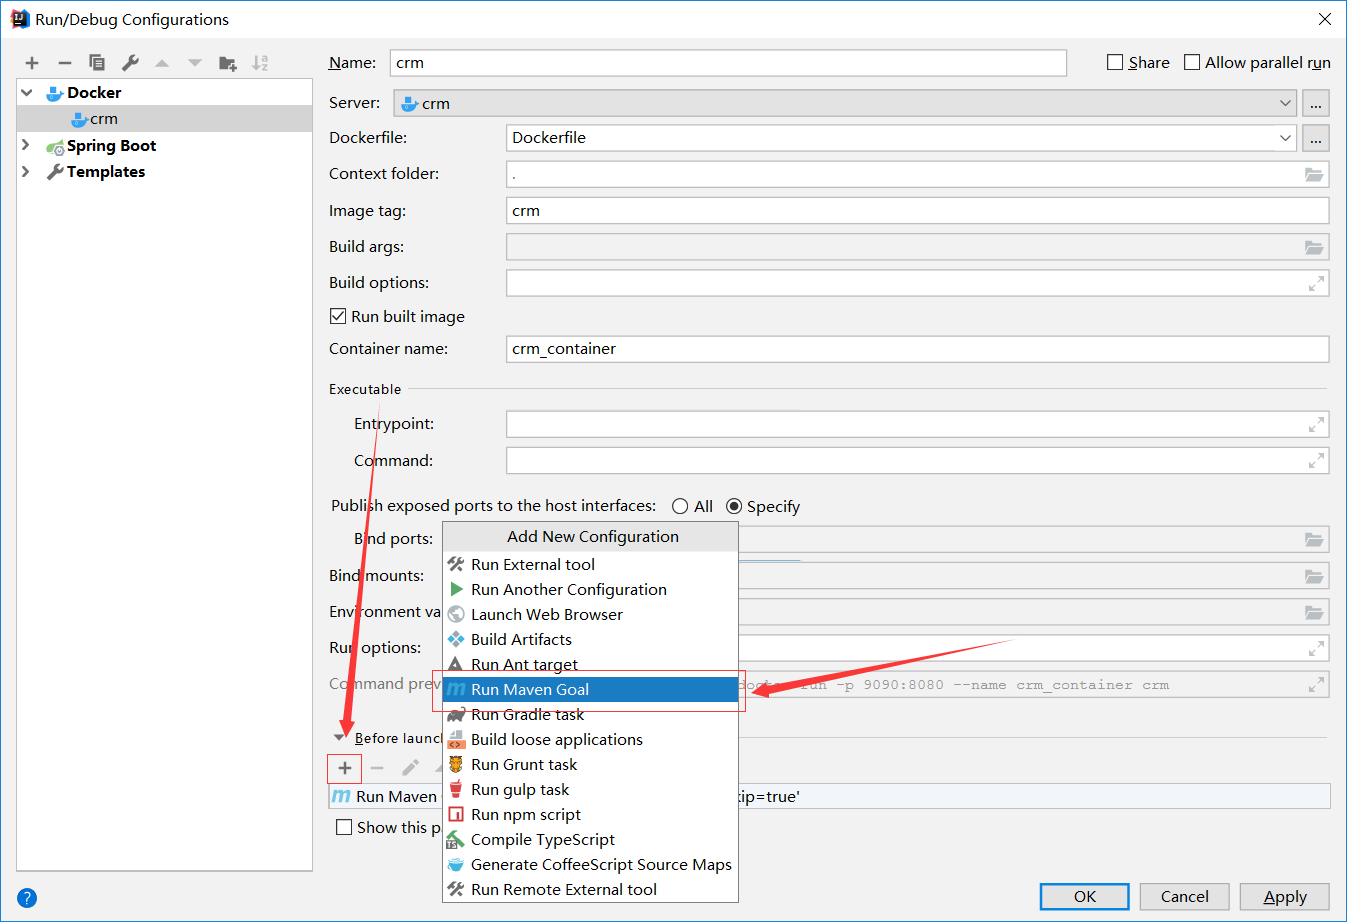 Run/Debug Configurations
Docker
crm
Spring Boot
Templates
Name: crm
Share
Allow parallel run
Server: crm ...
Dockerfile: Dockerfile ...
Context folder: .
Image tag: crm
Build args:
Build options:
Run built image
Container name: crm_container
Executable
Entrypoint:
Command:
Publish exposed ports to the host interfaces: All Specify
Bind ports:
Bind mounts:
Environment va
Run options:
Command prev run -p 9090:8080 --name crm_container crm
Before launc
Run Maven kip=true'
Show this p
Add New Configuration
Run External tool
Run Another Configuration
Launch Web Browser
Build Artifacts
Run Ant target
Run Maven Goal
Run Gradle task
Build loose applications
Run Grunt task
Run gulp task
Run npm script
Compile TypeScript
Generate CoffeeScript Source Maps
Run Remote External tool
?
OK
Cancel
Apply